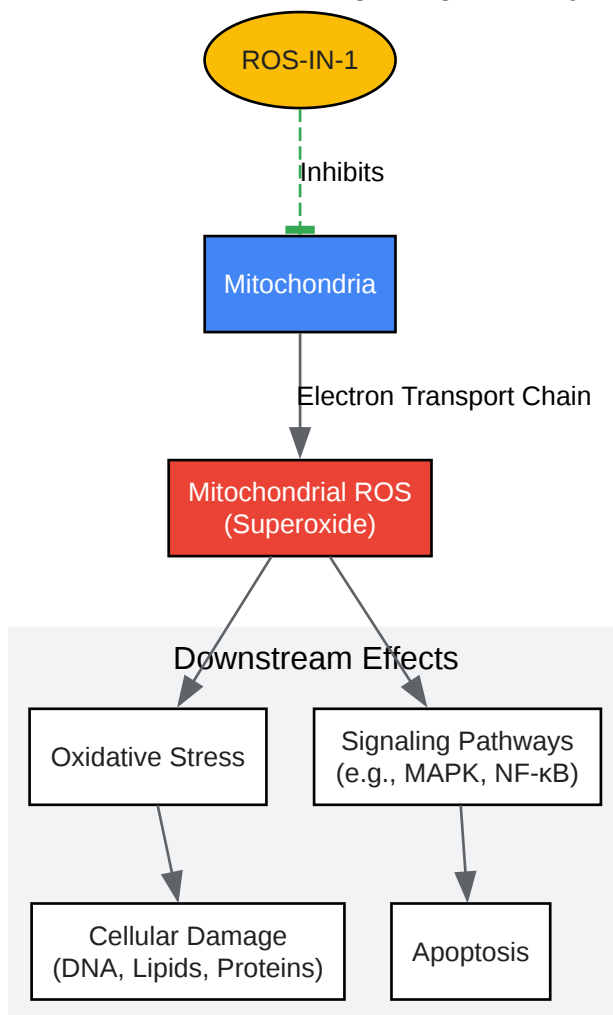 ROS-IN-1
Inhibits
Mitochondria
Electron Transport Chain
Mitochondrial ROS
(Superoxide)
Downstream Effects
Oxidative Stress
Signaling Pathways
(e.g., MAPK, NF-κB)
Cellular Damage
(DNA, Lipids, Proteins)
Apoptosis